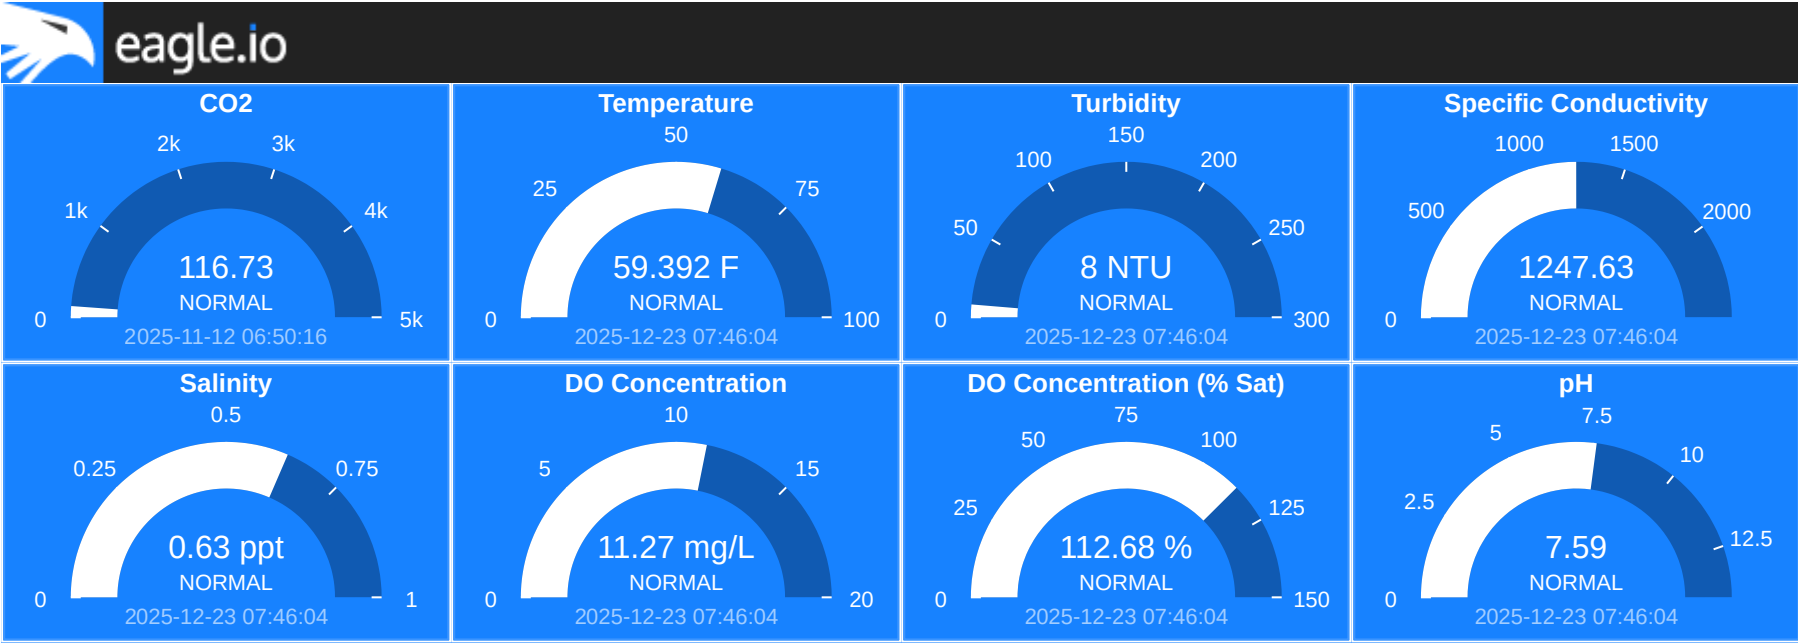 eagle.io
CO2
2k
3k
1k
4k
0
5k
116.73
NORMAL
2025-11-12 06:50:16
Temperature
50
25
75
0
100
59.392 F
NORMAL
2025-12-23 07:46:04
Turbidity
150
100
200
50
250
0
300
8 NTU
NORMAL
2025-12-23 07:46:04
Specific Conductivity
1000
1500
500
2000
0
1247.63
NORMAL
2025-12-23 07:46:04
Salinity
0.5
0.25
0.75
0
1
0.63 ppt
NORMAL
2025-12-23 07:46:04
DO Concentration
10
5
15
0
20
11.27 mg/L
NORMAL
2025-12-23 07:46:04
DO Concentration (% Sat)
75
50
100
25
125
0
150
112.68 %
NORMAL
2025-12-23 07:46:04
pH
7.5
5
10
2.5
12.5
0
7.59
NORMAL
2025-12-23 07:46:04